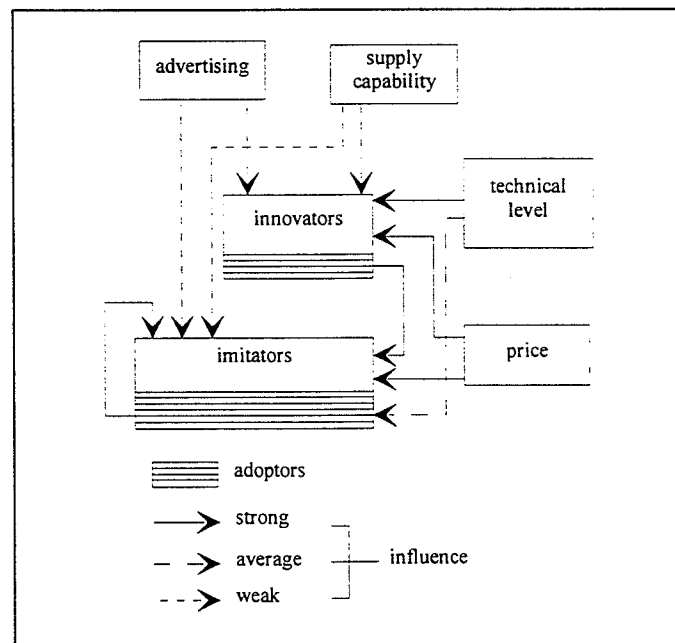 advertising
supply
capability
technical
level
innovators
imitators
price
adoptors
strong
average
influence
weak